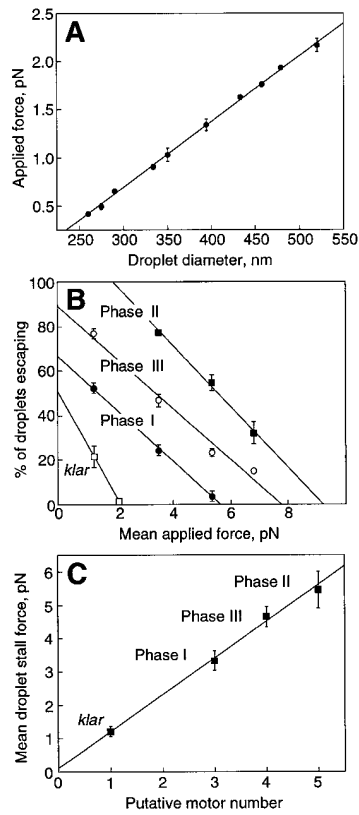 A
Applied force, pN
2.5
2.0
1.5
1.0
0.5
250 300 350 400 450 500 550
Droplet diameter, nm
B
% of droplets escaping
100
80
60
40
20
0
Phase II
Phase III
Phase I
klar
0 2 4 6 8
Mean applied force, pN
C
Mean droplet stall force, pN
6
5
4
3
2
1
0
Phase II
Phase III
Phase I
klar
0 1 2 3 4 5
Putative motor number